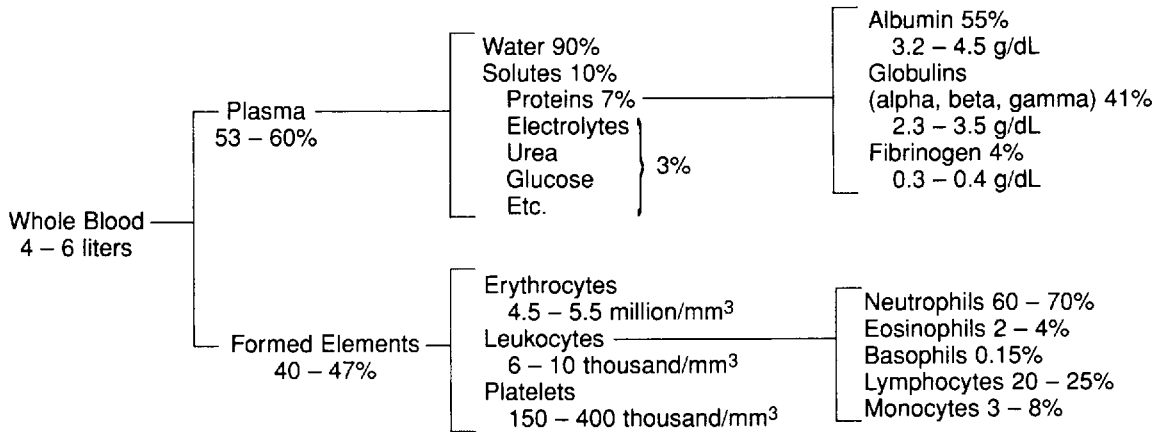 Whole Blood
4 – 6 liters
Plasma
53 – 60%
Water 90%
Solutes 10%
Proteins 7%
Electrolytes
Urea
Glucose
Etc.
3%
Albumin 55%
3.2 – 4.5 g/dL
Globulins
(alpha, beta, gamma) 41%
2.3 – 3.5 g/dL
Fibrinogen 4%
0.3 – 0.4 g/dL
Formed Elements
40 – 47%
Erythrocytes
4.5 – 5.5 million/mm³
Leukocytes
6 – 10 thousand/mm³
Platelets
150 – 400 thousand/mm³
Neutrophils 60 – 70%
Eosinophils 2 – 4%
Basophils 0.15%
Lymphocytes 20 – 25%
Monocytes 3 – 8%